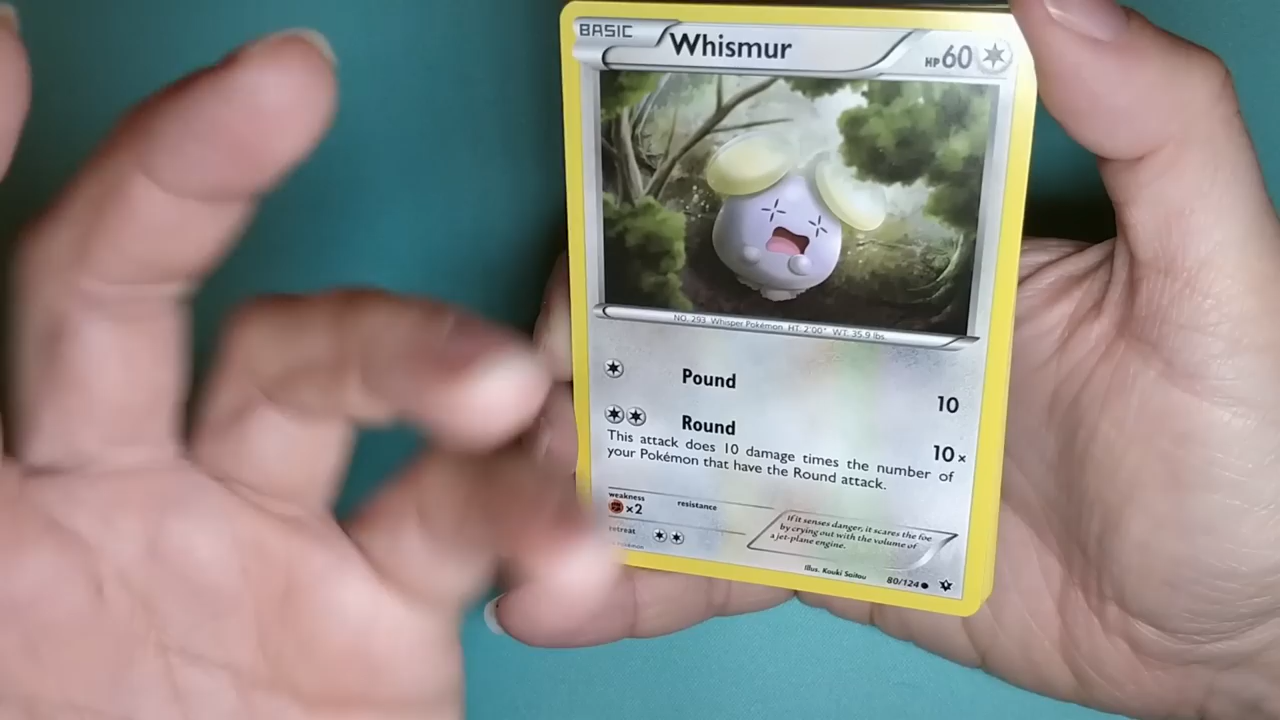 BASIC Whismur HP60
NO. 293 Whisper Pokémon HT: 2'00" WT: 35.9 lbs.
Pound 10
Round 10×
This attack does 10 damage times the number of
your Pokémon that have the Round attack.
weakness resistance
×2
retreat
If it senses danger, it scares the foe
by crying out with the volume of
a jet-plane engine.
Illus. Kouki Saitou 80/124